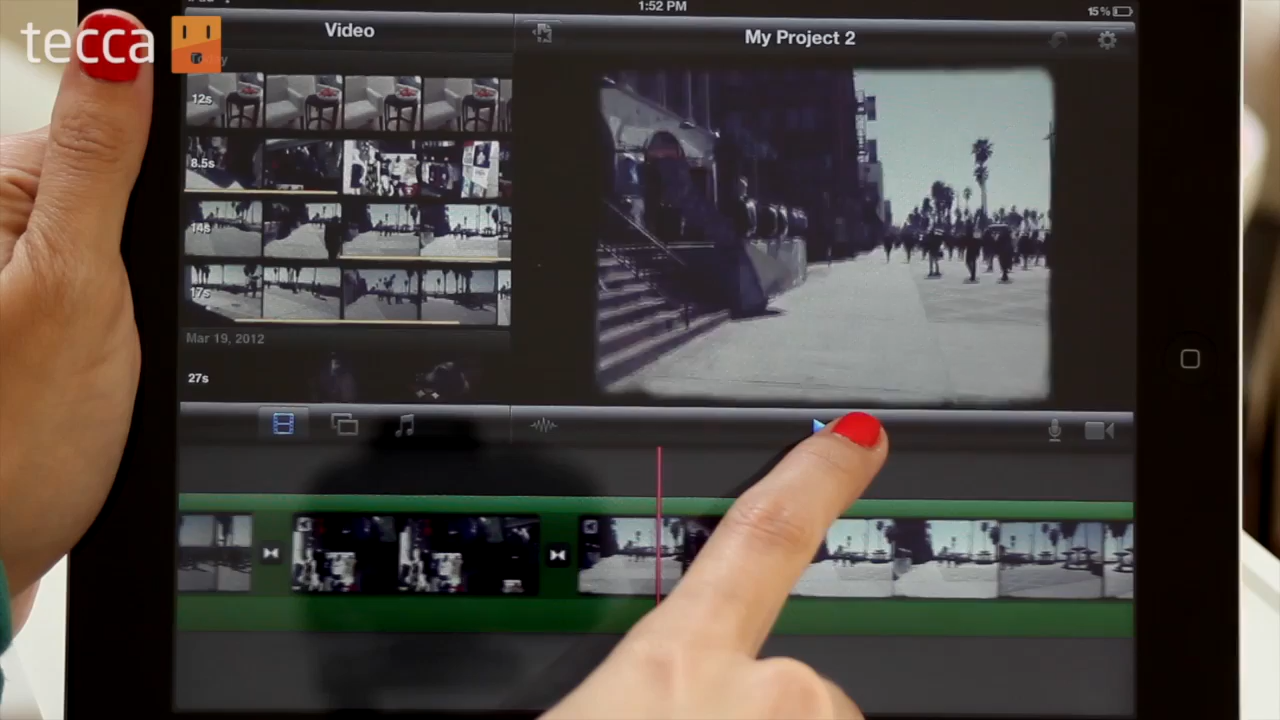 tecca
1:52 PM
15%
Video
My Project 2
12s
8.5s
14s
17s
Mar 19, 2012
27s